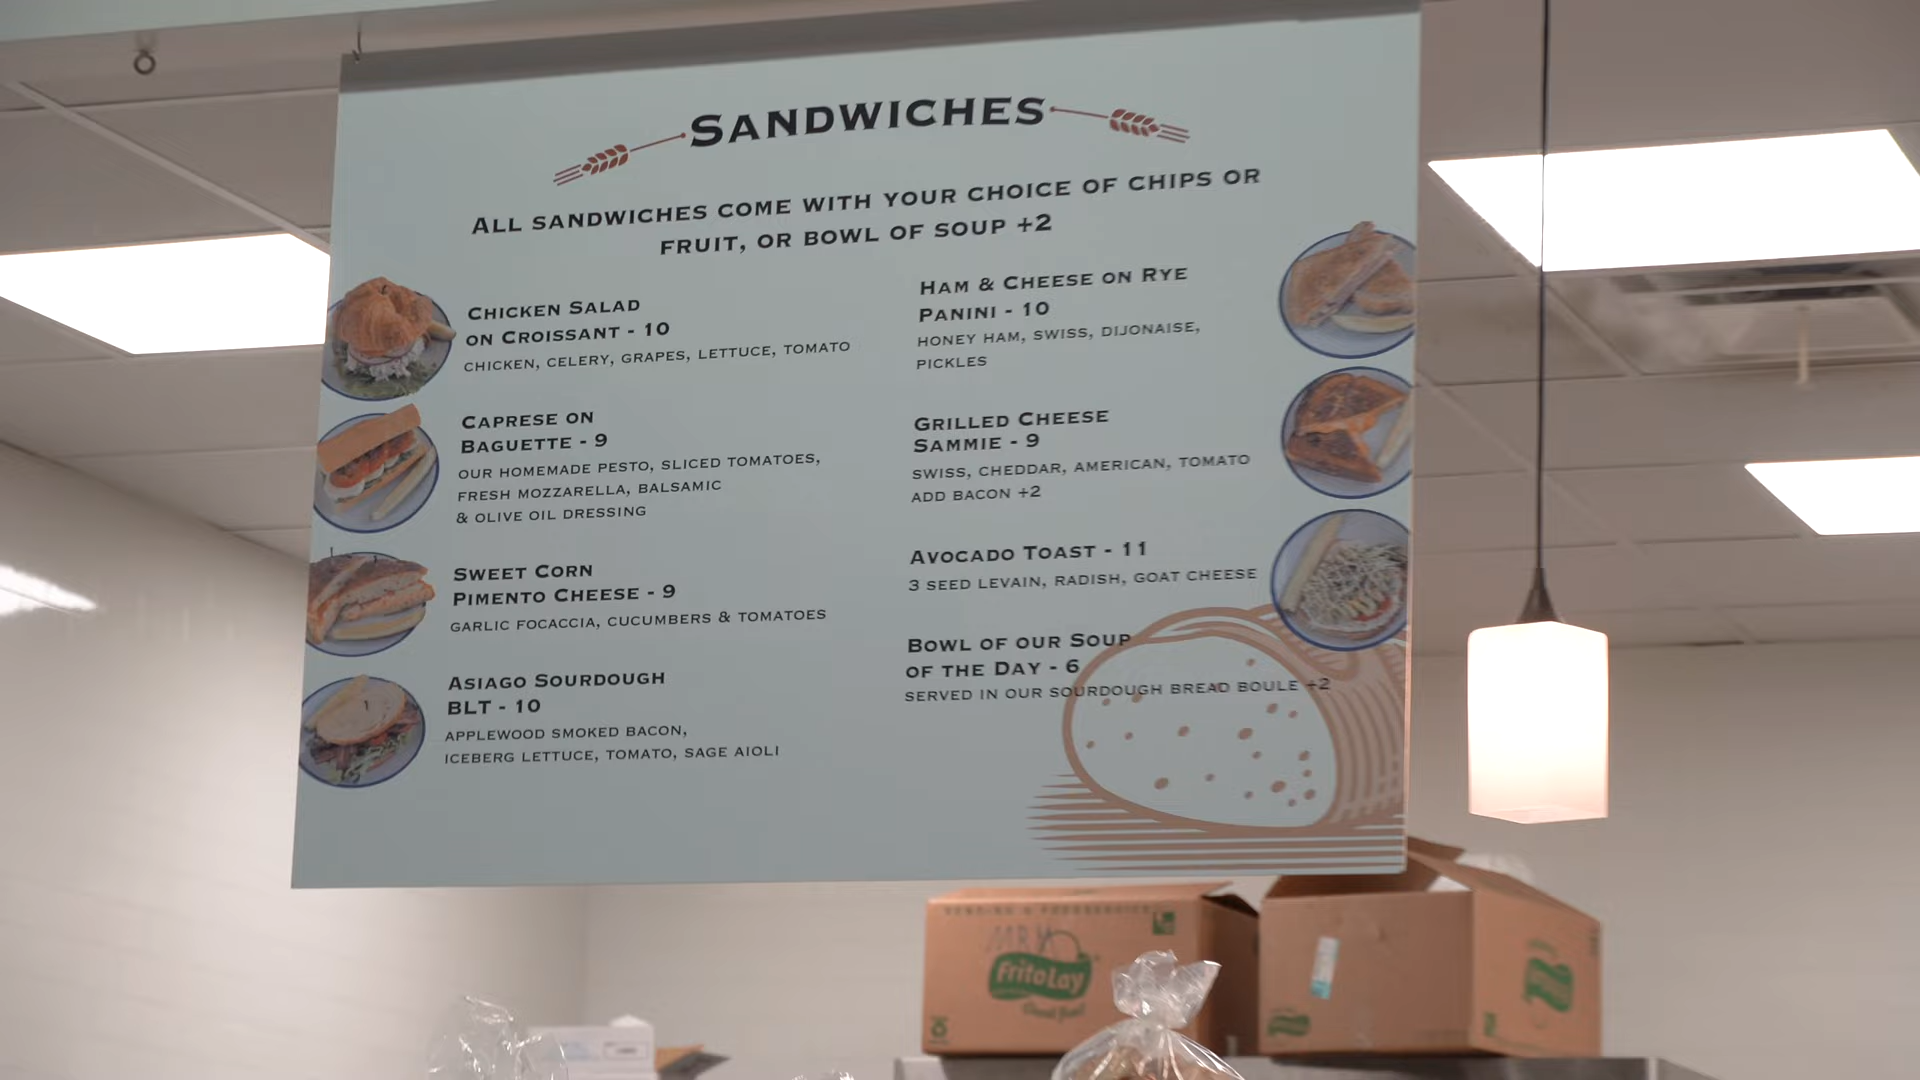 SANDWICHES
ALL SANDWICHES COME WITH YOUR CHOICE OF CHIPS OR
FRUIT, OR BOWL OF SOUP +2
CHICKEN SALAD
ON CROISSANT - 10
CHICKEN, CELERY, GRAPES, LETTUCE, TOMATO
CAPRESE ON
BAGUETTE - 9
OUR HOMEMADE PESTO, SLICED TOMATOES,
FRESH MOZZARELLA, BALSAMIC
& OLIVE OIL DRESSING
SWEET CORN
PIMENTO CHEESE - 9
GARLIC FOCACCIA, CUCUMBERS & TOMATOES
ASIAGO SOURDOUGH
BLT - 10
APPLEWOOD SMOKED BACON,
ICEBERG LETTUCE, TOMATO, SAGE AIOLI
HAM & CHEESE ON RYE
PANINI - 10
HONEY HAM, SWISS, DIJONAISE,
PICKLES
GRILLED CHEESE
SAMMIE - 9
SWISS, CHEDDAR, AMERICAN, TOMATO
ADD BACON +2
AVOCADO TOAST - 11
3 SEED LEVAIN, RADISH, GOAT CHEESE
BOWL OF OUR SOUP
OF THE DAY - 6
SERVED IN OUR SOURDOUGH BREAD BOULE +2
fritoLay